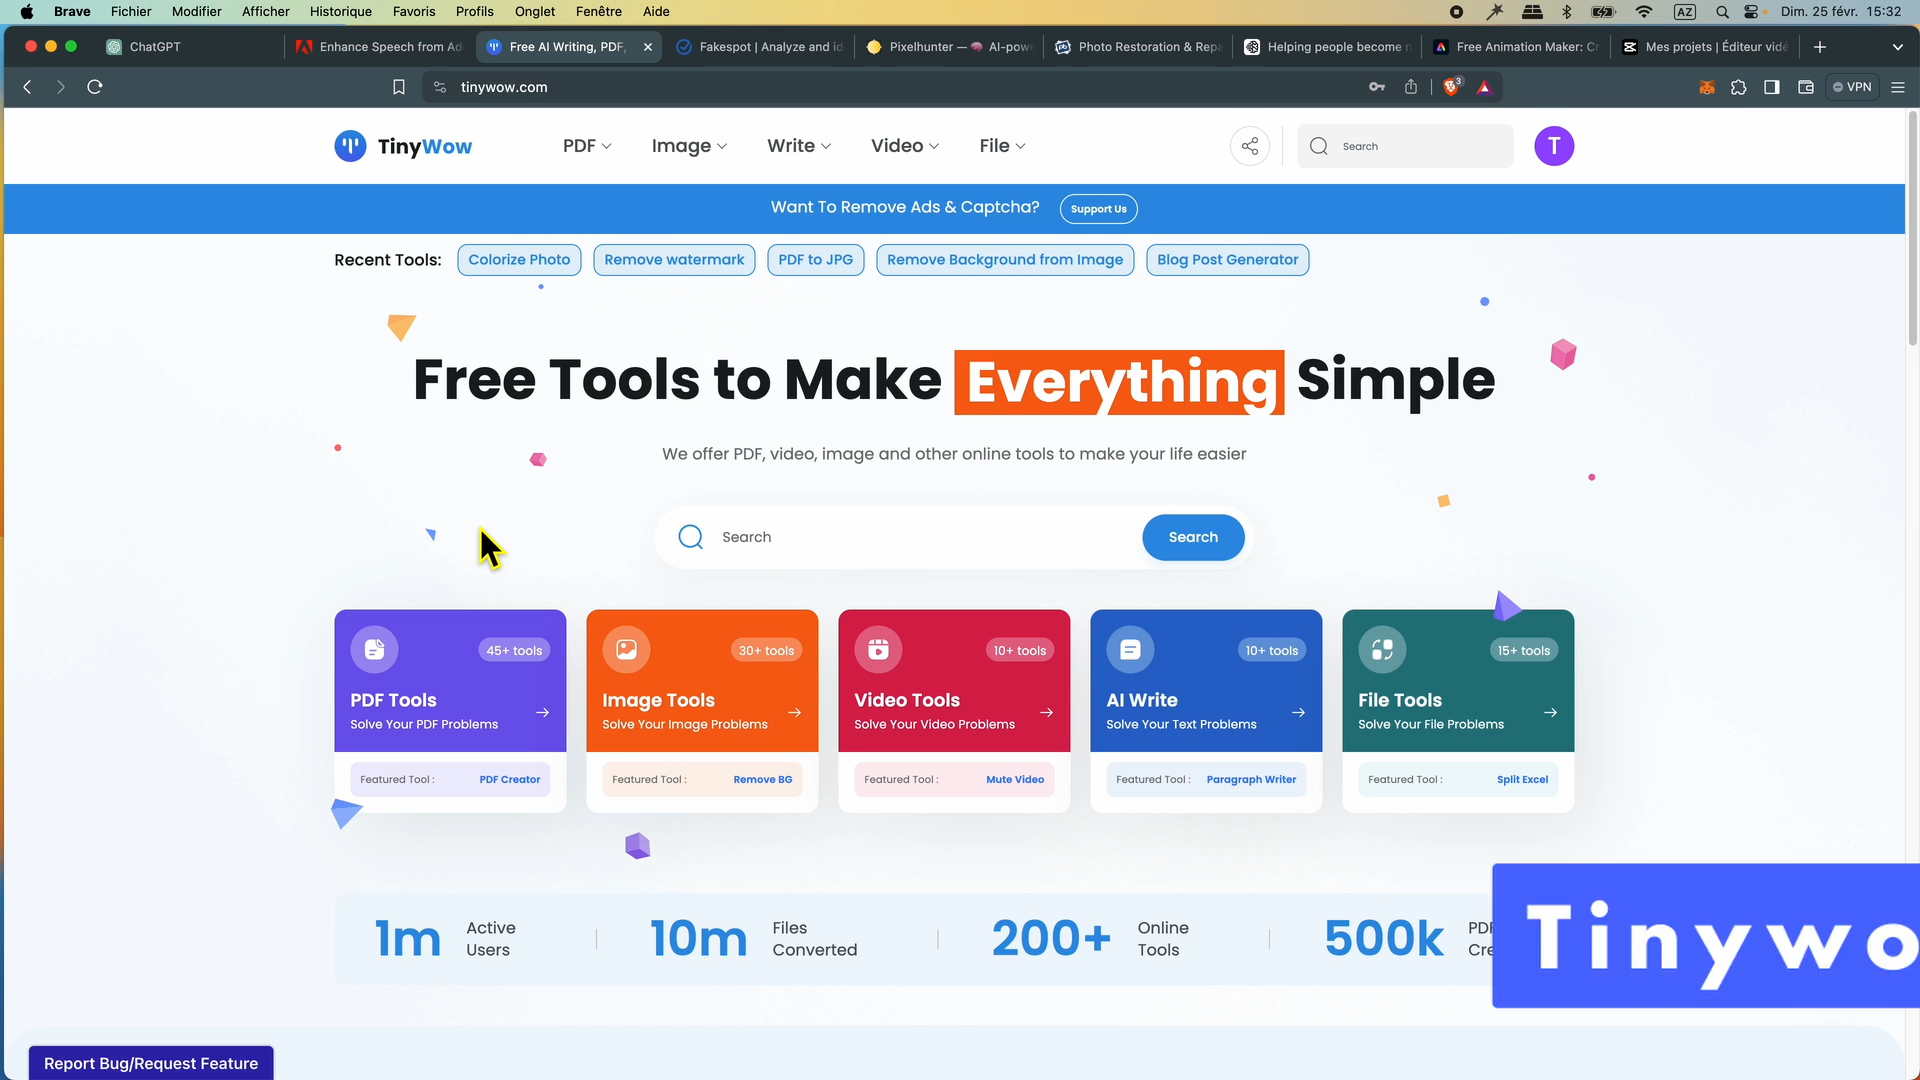 Brave Fichier Modifier Afficher Historique Favoris Profils Onglet Fenêtre Aide AZ Dim. 25 févr. 15:32
ChatGPT Enhance Speech from Ad Free AI Writing, PDF, Fakespot | Analyze and id Pixelhunter — AI-pow Photo Restoration & Repa Helping people become Free Animation Maker: Cr Mes projets | Éditeur vidé
tinywow.com 3 VPN
TinyWow PDF Image Write Video File Search T
Want To Remove Ads & Captcha? Support Us
Recent Tools: Colorize Photo Remove watermark PDF to JPG Remove Background from Image Blog Post Generator
Free Tools to Make Everything Simple
We offer PDF, video, image and other online tools to make your life easier
Search Search
45+ tools 30+ tools 10+ tools 10+ tools 15+ tools
PDF Tools Image Tools Video Tools AI Write File Tools
Solve Your PDF Problems Solve Your Image Problems Solve Your Video Problems Solve Your Text Problems Solve Your File Problems
Featured Tool : PDF Creator Featured Tool : Remove BG Featured Tool : Mute Video Featured Tool : Paragraph Writer Featured Tool : Split Excel
1m Active Users 10m Files Converted 200+ Online Tools 500k PDF Cre
Tinywo
Report Bug/Request Feature